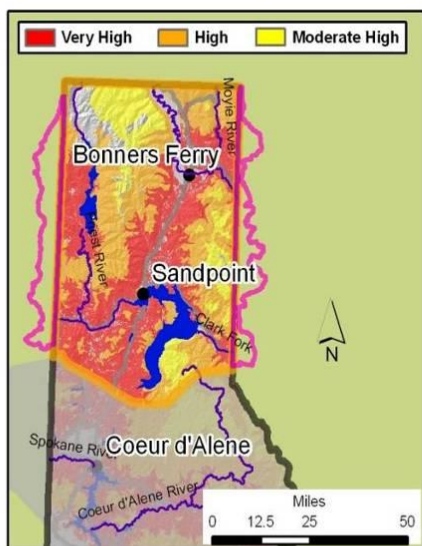 Very High High Moderate High
Moyie River
Bonners Ferry
Priest River
Sandpoint
Clark Fork
N
Coeur d'Alene
Spokane River
Coeur d'Alene River
Miles
0 12.5 25 50